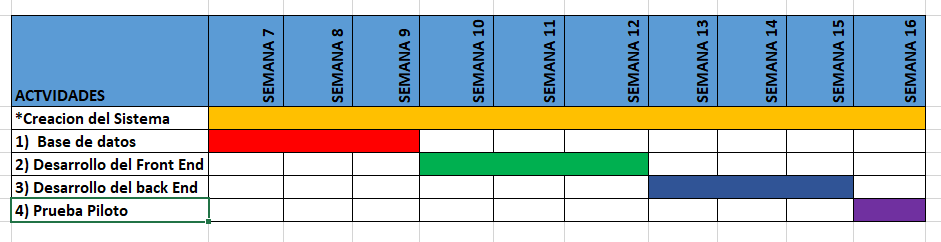 ACTVIDADES
SEMANA 7
SEMANA 8
SEMANA 9
SEMANA 10
SEMANA 11
SEMANA 12
SEMANA 13
SEMANA 14
SEMANA 15
SEMANA 16
*Creacion del Sistema
1) Base de datos
2) Desarrollo del Front End
3) Desarrollo del back End
4) Prueba Piloto